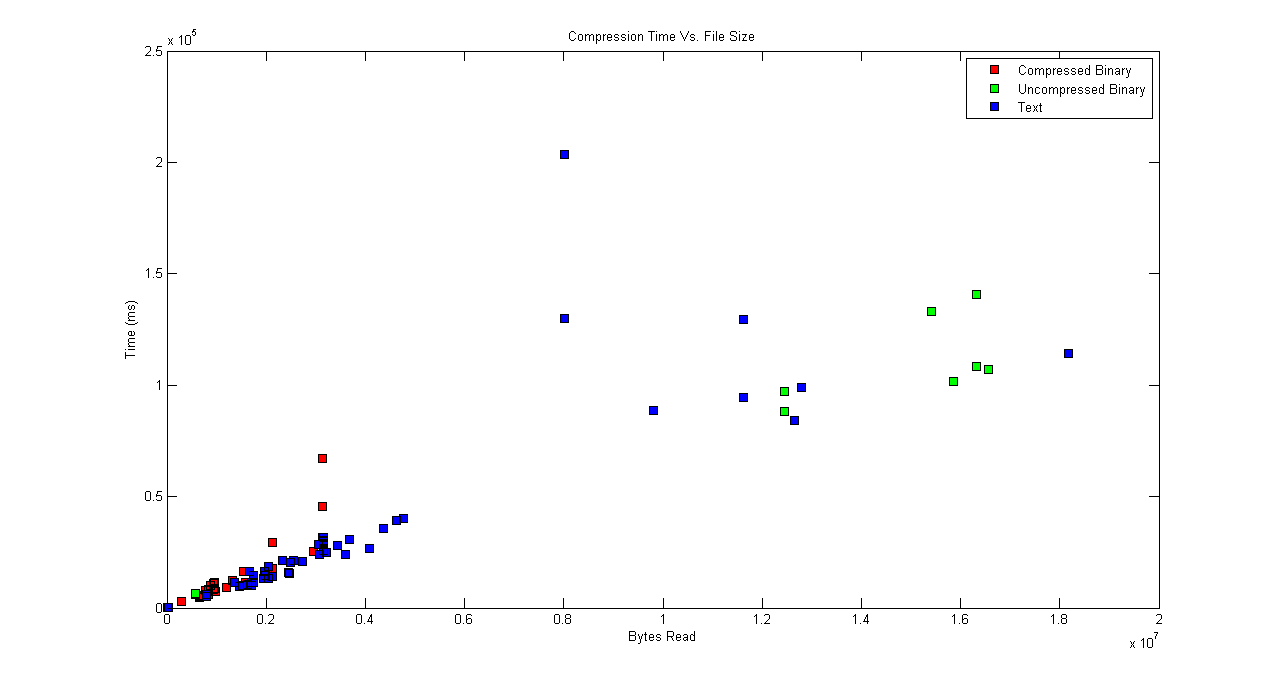 Compression Time Vs. File Size
x 10^5
2.5
2
1.5
1
0.5
0
Time (ms)
0 0.2 0.4 0.6 0.8 1 1.2 1.4 1.6 1.8 2
Bytes Read
x 10^7
Compressed Binary
Uncompressed Binary
Text